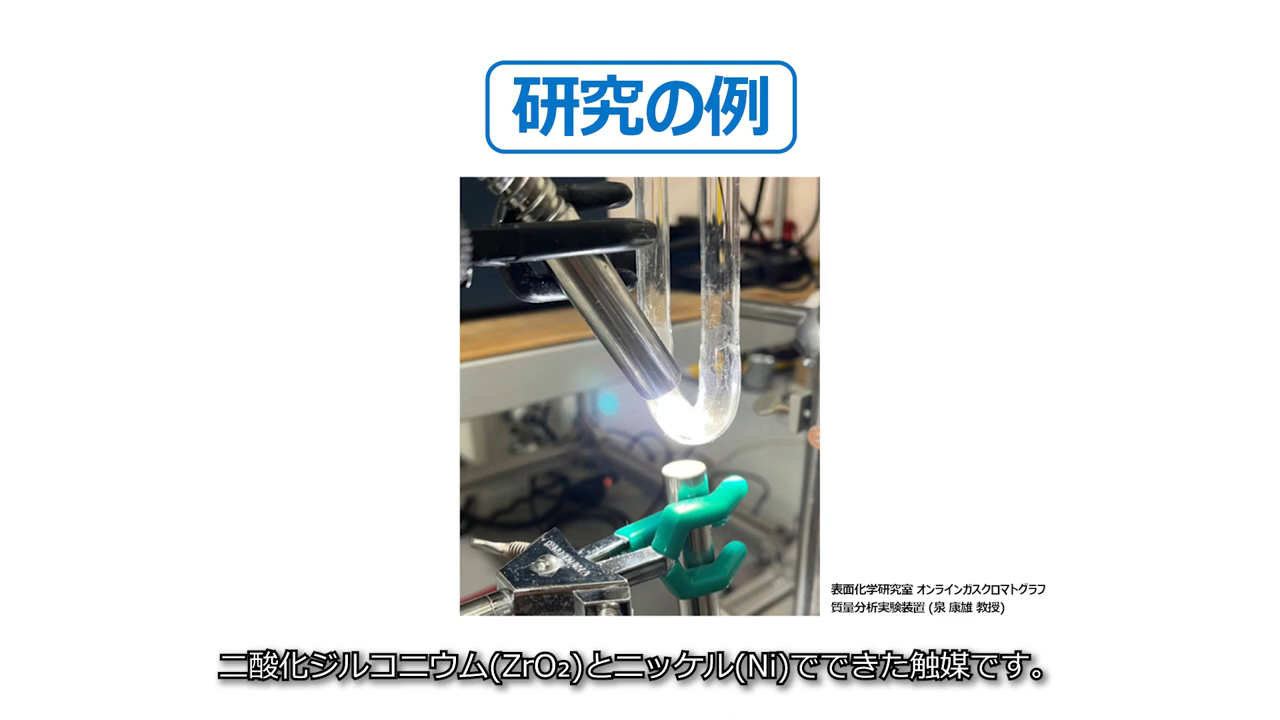 研究の例
表面化学研究室 オンラインガスクロマトグラフ
質量分析実験装置 (泉 康雄 教授)
二酸化ジルコニウム(ZrO₂)とニッケル(Ni)でできた触媒です。